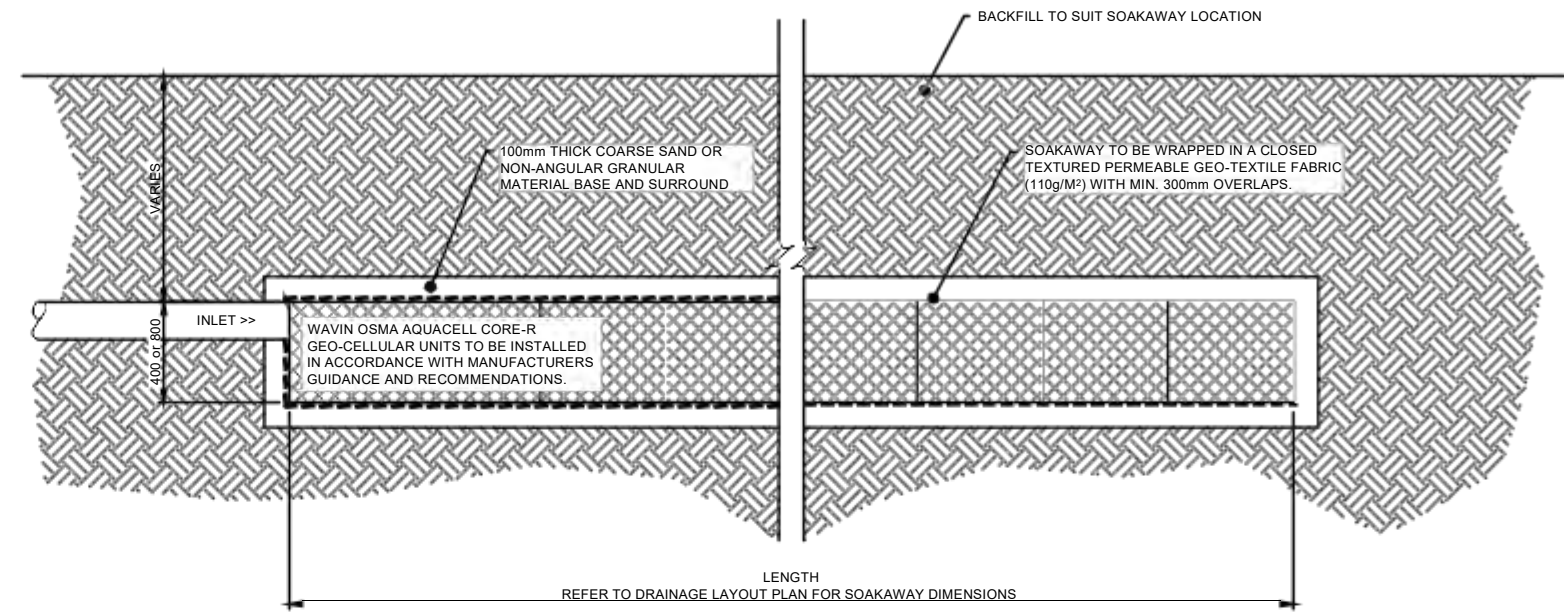 BACKFILL TO SUIT SOAKAWAY LOCATION
100mm THICK COARSE SAND OR
NON-ANGULAR GRANULAR
MATERIAL BASE AND SURROUND
SOAKAWAY TO BE WRAPPED IN A CLOSED
TEXTURED PERMEABLE GEO-TEXTILE FABRIC
(110g/M²) WITH MIN. 300mm OVERLAPS.
VARIES
INLET >>
400 or 800
WAVIN OSMA AQUACELL CORE-R
GEO-CELLULAR UNITS TO BE INSTALLED
IN ACCORDANCE WITH MANUFACTURERS
GUIDANCE AND RECOMMENDATIONS.
LENGTH
REFER TO DRAINAGE LAYOUT PLAN FOR SOAKAWAY DIMENSIONS